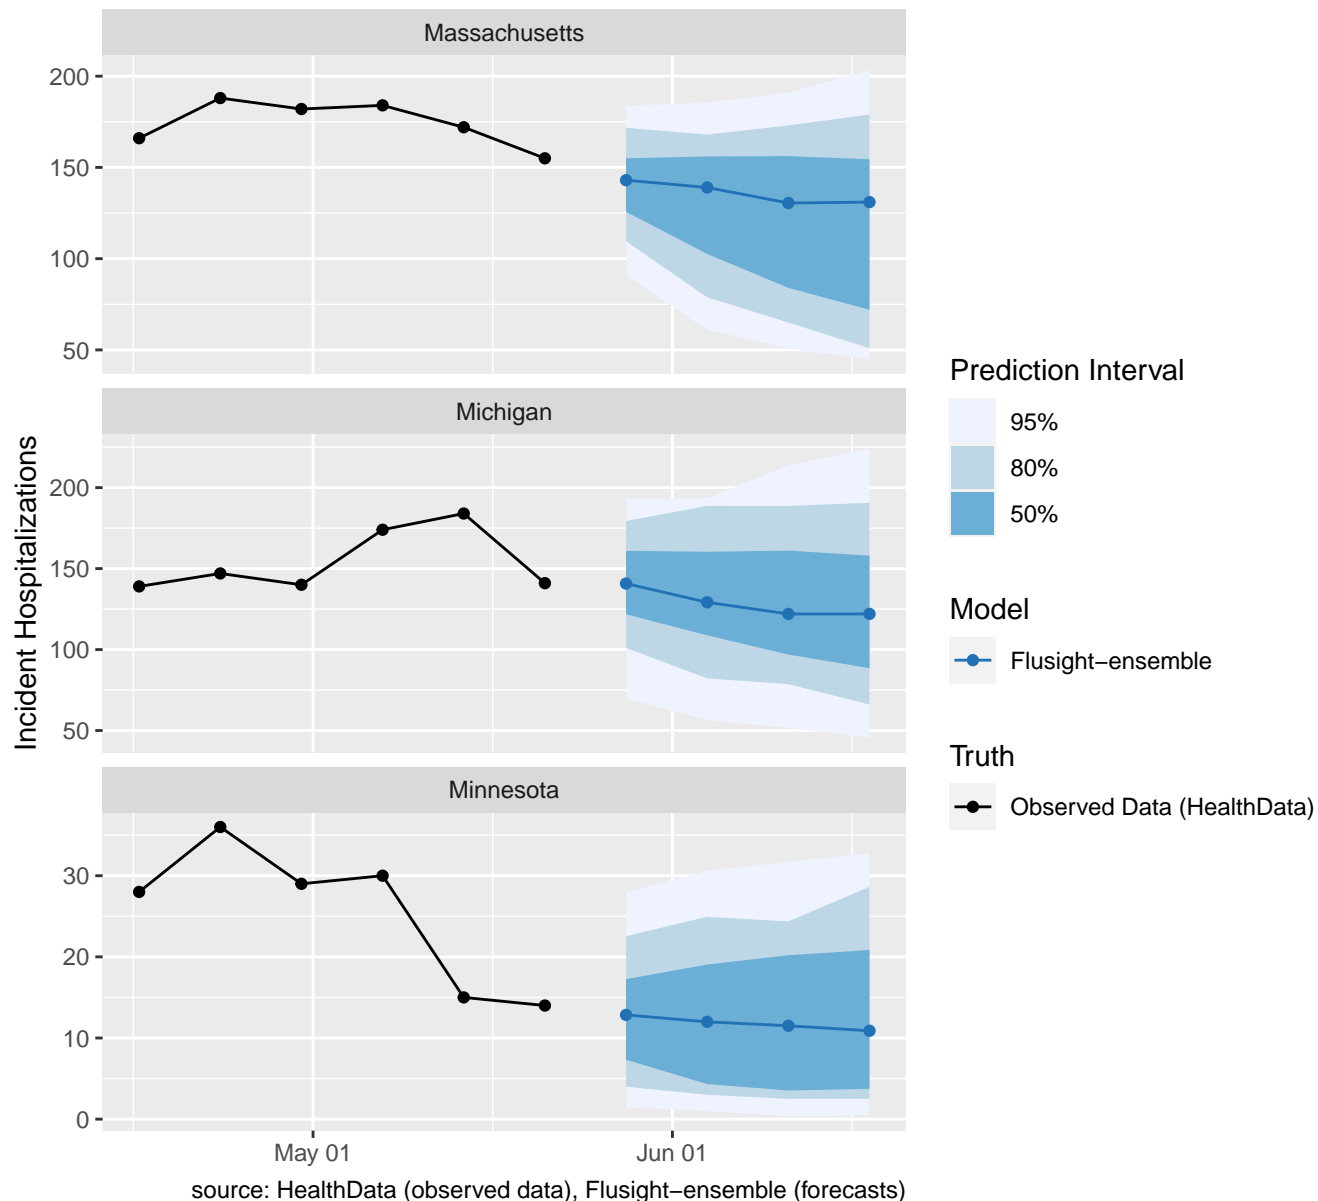 Massachusetts
200
150
100
50
Michigan
200
150
100
50
Minnesota
30
20
10
0
May 01
Jun 01
Incident Hospitalizations
source: HealthData (observed data), Flusight−ensemble (forecasts)
Prediction Interval
95%
80%
50%
Model
Flusight−ensemble
Truth
Observed Data (HealthData)